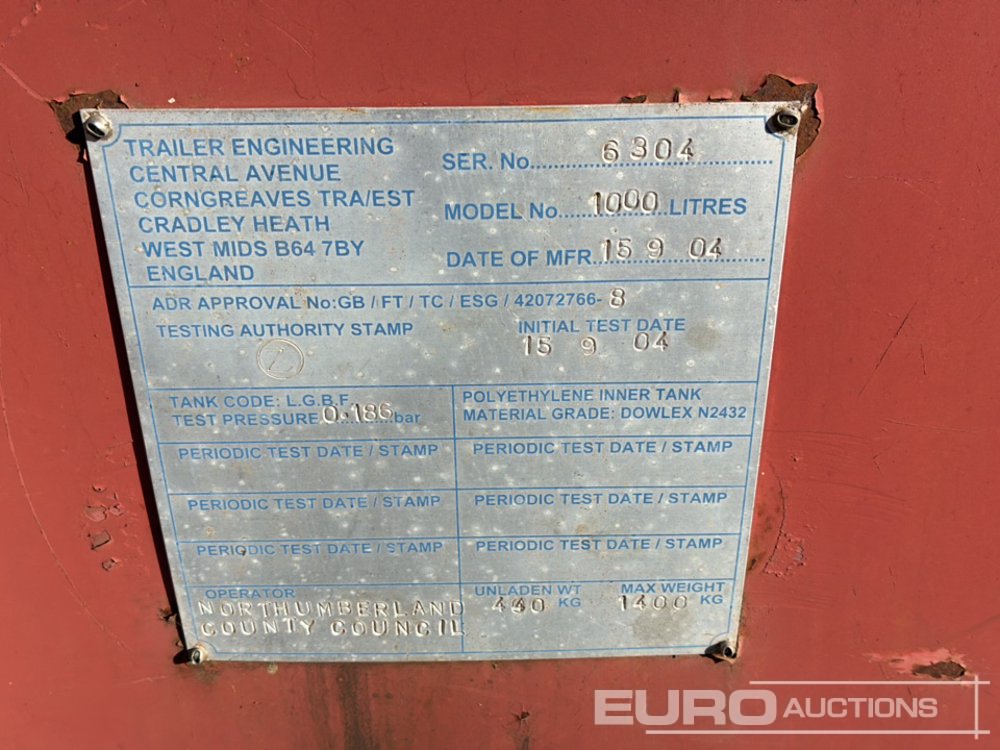 TRAILER ENGINEERING
CENTRAL AVENUE
CORNGREAVES TRA/EST
CRADLEY HEATH
WEST MIDS B64 7BY
ENGLAND
SER. No. 6304
MODEL No. 1000 LITRES
DATE OF MFR. 15 9 04
ADR APPROVAL No:GB / FT / TC / ESG / 42072766-8
TESTING AUTHORITY STAMP
INITIAL TEST DATE
15 9 04
TANK CODE: L.G.B.F.
TEST PRESSURE 0.186 bar
POLYETHYLENE INNER TANK
MATERIAL GRADE: DOWLEX N2432
PERIODIC TEST DATE / STAMP
PERIODIC TEST DATE / STAMP
PERIODIC TEST DATE / STAMP
PERIODIC TEST DATE / STAMP
PERIODIC TEST DATE / STAMP
PERIODIC TEST DATE / STAMP
OPERATOR
NORTHUMBERLAND
COUNTY COUNCIL
UNLADEN WT
KG
MAX WEIGHT
1400 KG
EURO AUCTIONS